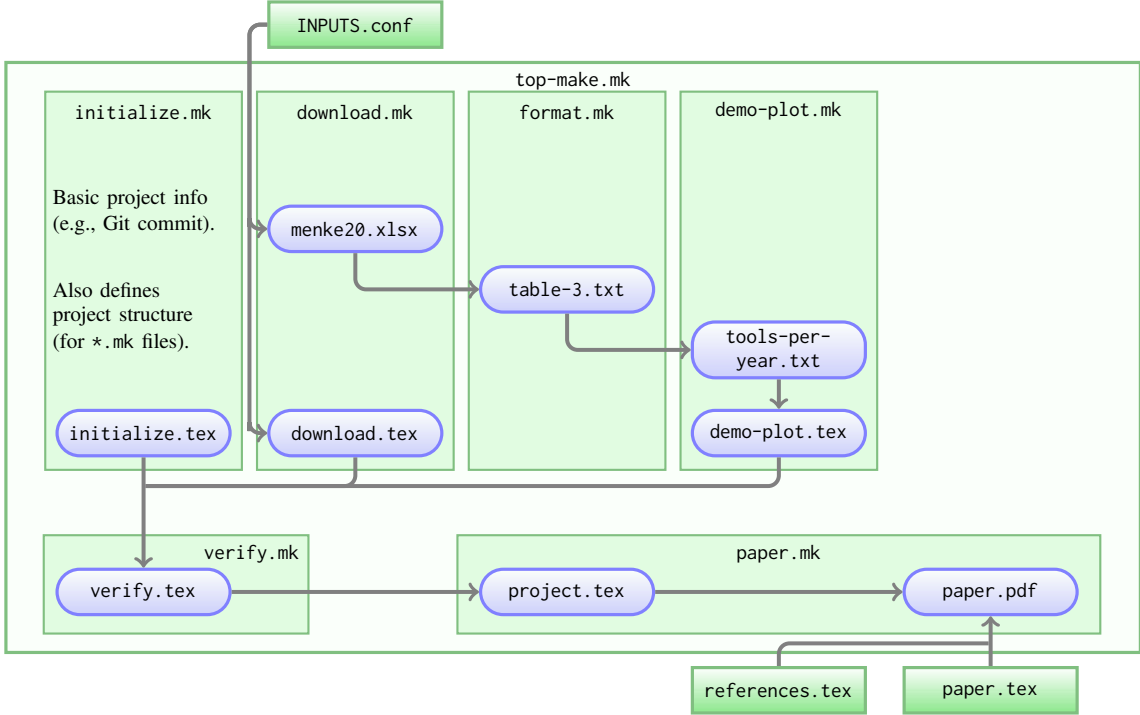 INPUTS.conf
top-make.mk
initialize.mk
download.mk
format.mk
demo-plot.mk
Basic project info
(e.g., Git commit).
menke20.xlsx
Also defines
project structure
(for *.mk files).
table-3.txt
tools-per-
year.txt
initialize.tex
download.tex
demo-plot.tex
verify.mk
paper.mk
verify.tex
project.tex
paper.pdf
references.tex
paper.tex